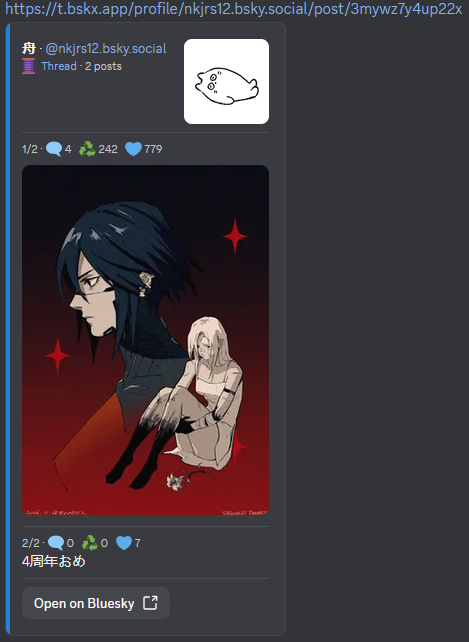 https://t.bskx.app/profile/nkjrs12.bsky.social/post/3mywz7y4up22x
舟 · @nkjrs12.bsky.social
Thread · 2 posts
1/2 · 4 242 779
2/2 · 0 0 7
4周年おめ
Open on Bluesky